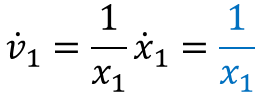 v̇₁ = 1/x₁ ẋ₁ = 1/x₁